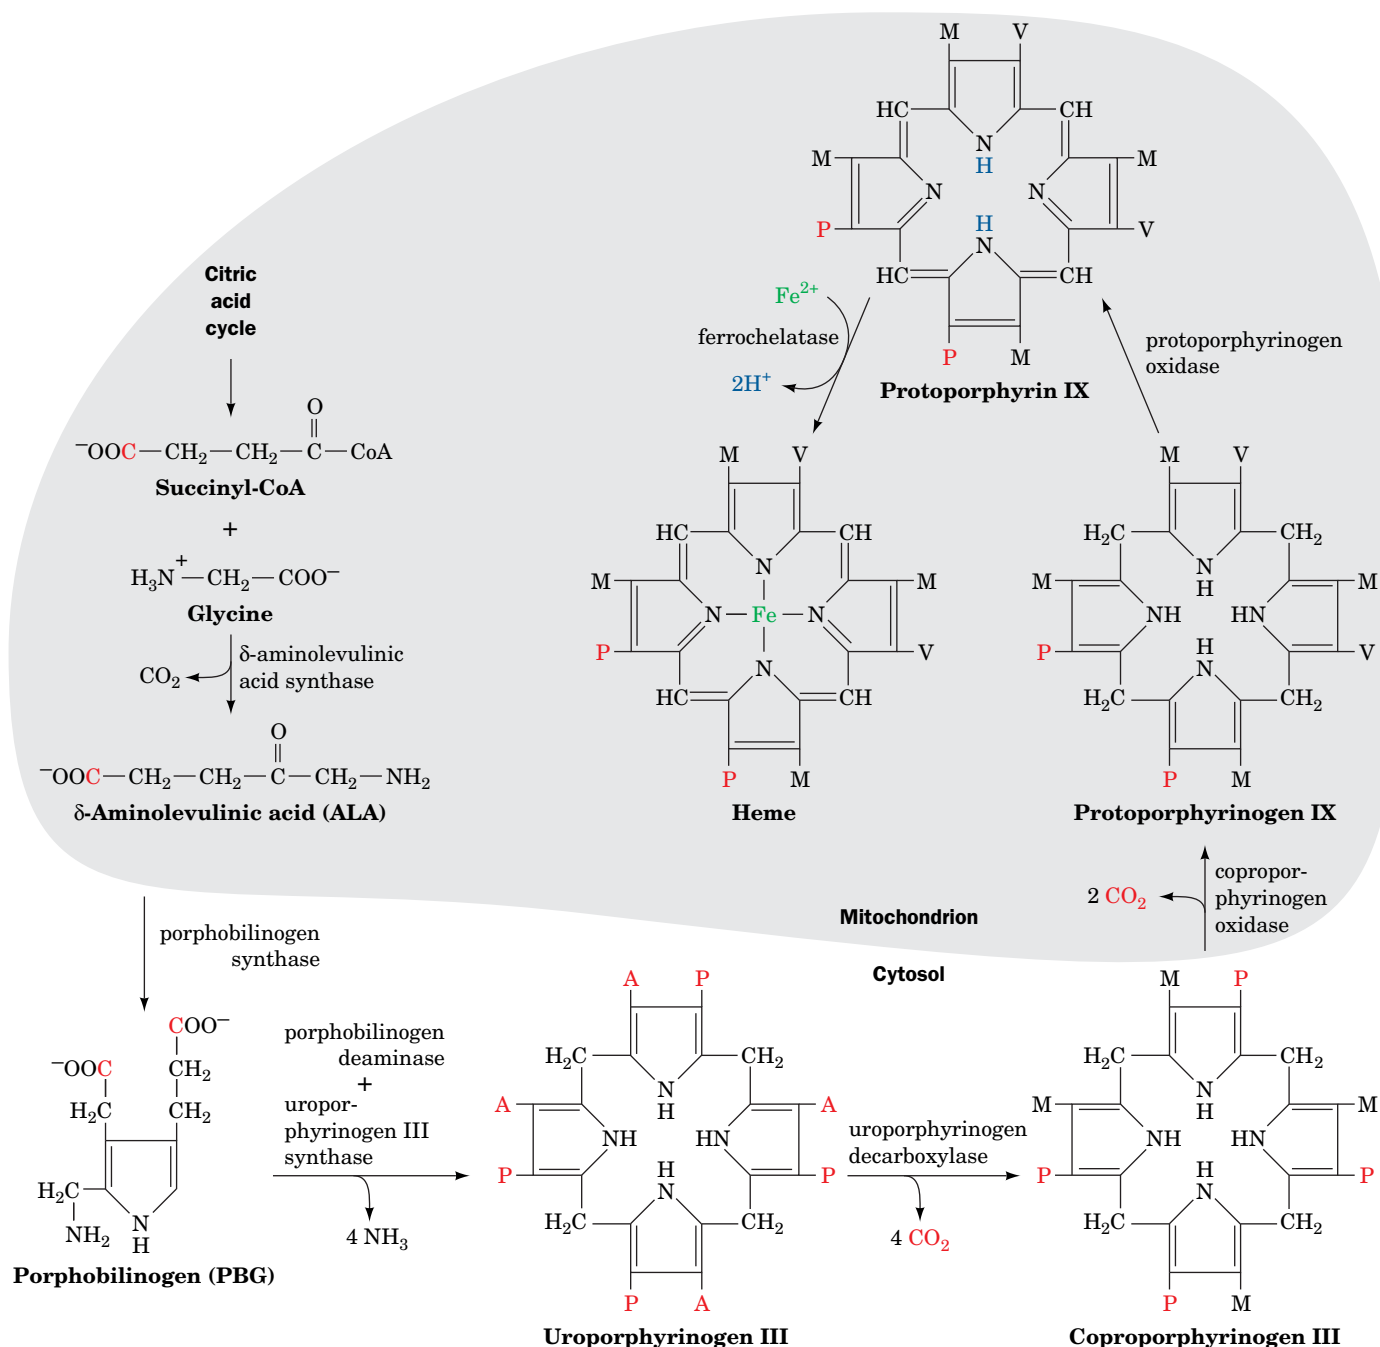 M V
HC CH
N
H
M M
N N
H
P N V
HC CH
P M
Protoporphyrin IX
Citric
acid
cycle
Fe2+
ferrochelatase
2H+
protoporphyrinogen
oxidase
O
−OOC—CH2—CH2—C—CoA
Succinyl-CoA
+
H3N+—CH2—COO−
Glycine
CO2
δ-aminolevulinic
acid synthase
O
−OOC—CH2—CH2—C—CH2—NH2
δ-Aminolevulinic acid (ALA)
M V
HC CH
N
M M
N—Fe—N
P N V
HC CH
P M
Heme
M V
H2C CH2
N
H
M M
NH HN
H
P N V
H2C CH2
P M
Protoporphyrinogen IX
2 CO2
copropor-
phyrinogen
oxidase
Mitochondrion
Cytosol
porphobilinogen
synthase
COO−
−OOC
CH2
H2C CH2
H2C
NH2
N
H
Porphobilinogen (PBG)
porphobilinogen
deaminase
+
uropor-
phyrinogen III
synthase
4 NH3
A P
H2C CH2
N
H
A A
NH HN
H
P N P
H2C CH2
P A
Uroporphyrinogen III
uroporphyrinogen
decarboxylase
4 CO2
M P
H2C CH2
N
H
M M
NH HN
H
P N P
H2C CH2
P M
Coproporphyrinogen III